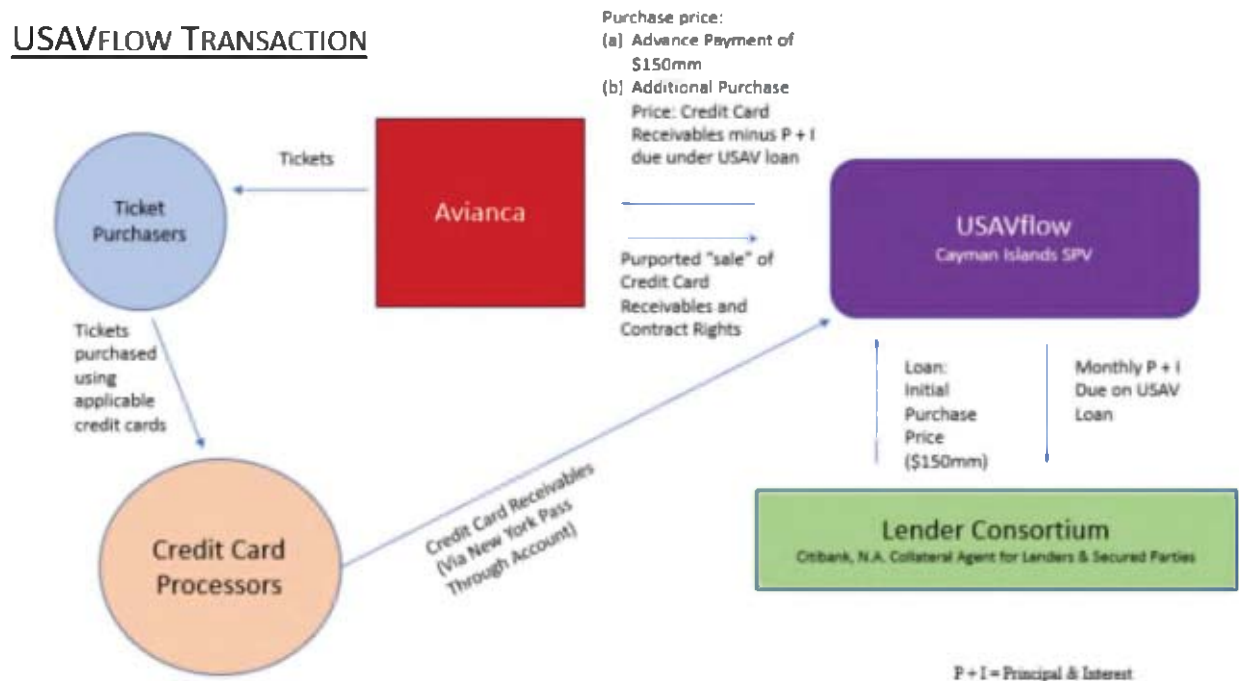 USAVFLOW TRANSACTION
Purchase price:
(a) Advance Payment of
$150mm
(b) Additional Purchase
Price: Credit Card
Receivables minus P + I
due under USAV loan
Tickets
Ticket
Purchasers
Avianca
USAVflow
Cayman Islands SPV
Purported "sale" of
Credit Card
Receivables and
Contract Rights
Tickets
purchased
using
applicable
credit cards
Loan:
Initial
Purchase
Price
($150mm)
Monthly P + I
Due on USAV
Loan
Credit Card Receivables
(Via New York Pass
Through Account)
Credit Card
Processors
Lender Consortium
Citibank, N.A. Collateral Agent for Lenders & Secured Parties
P + I = Principal & Interest